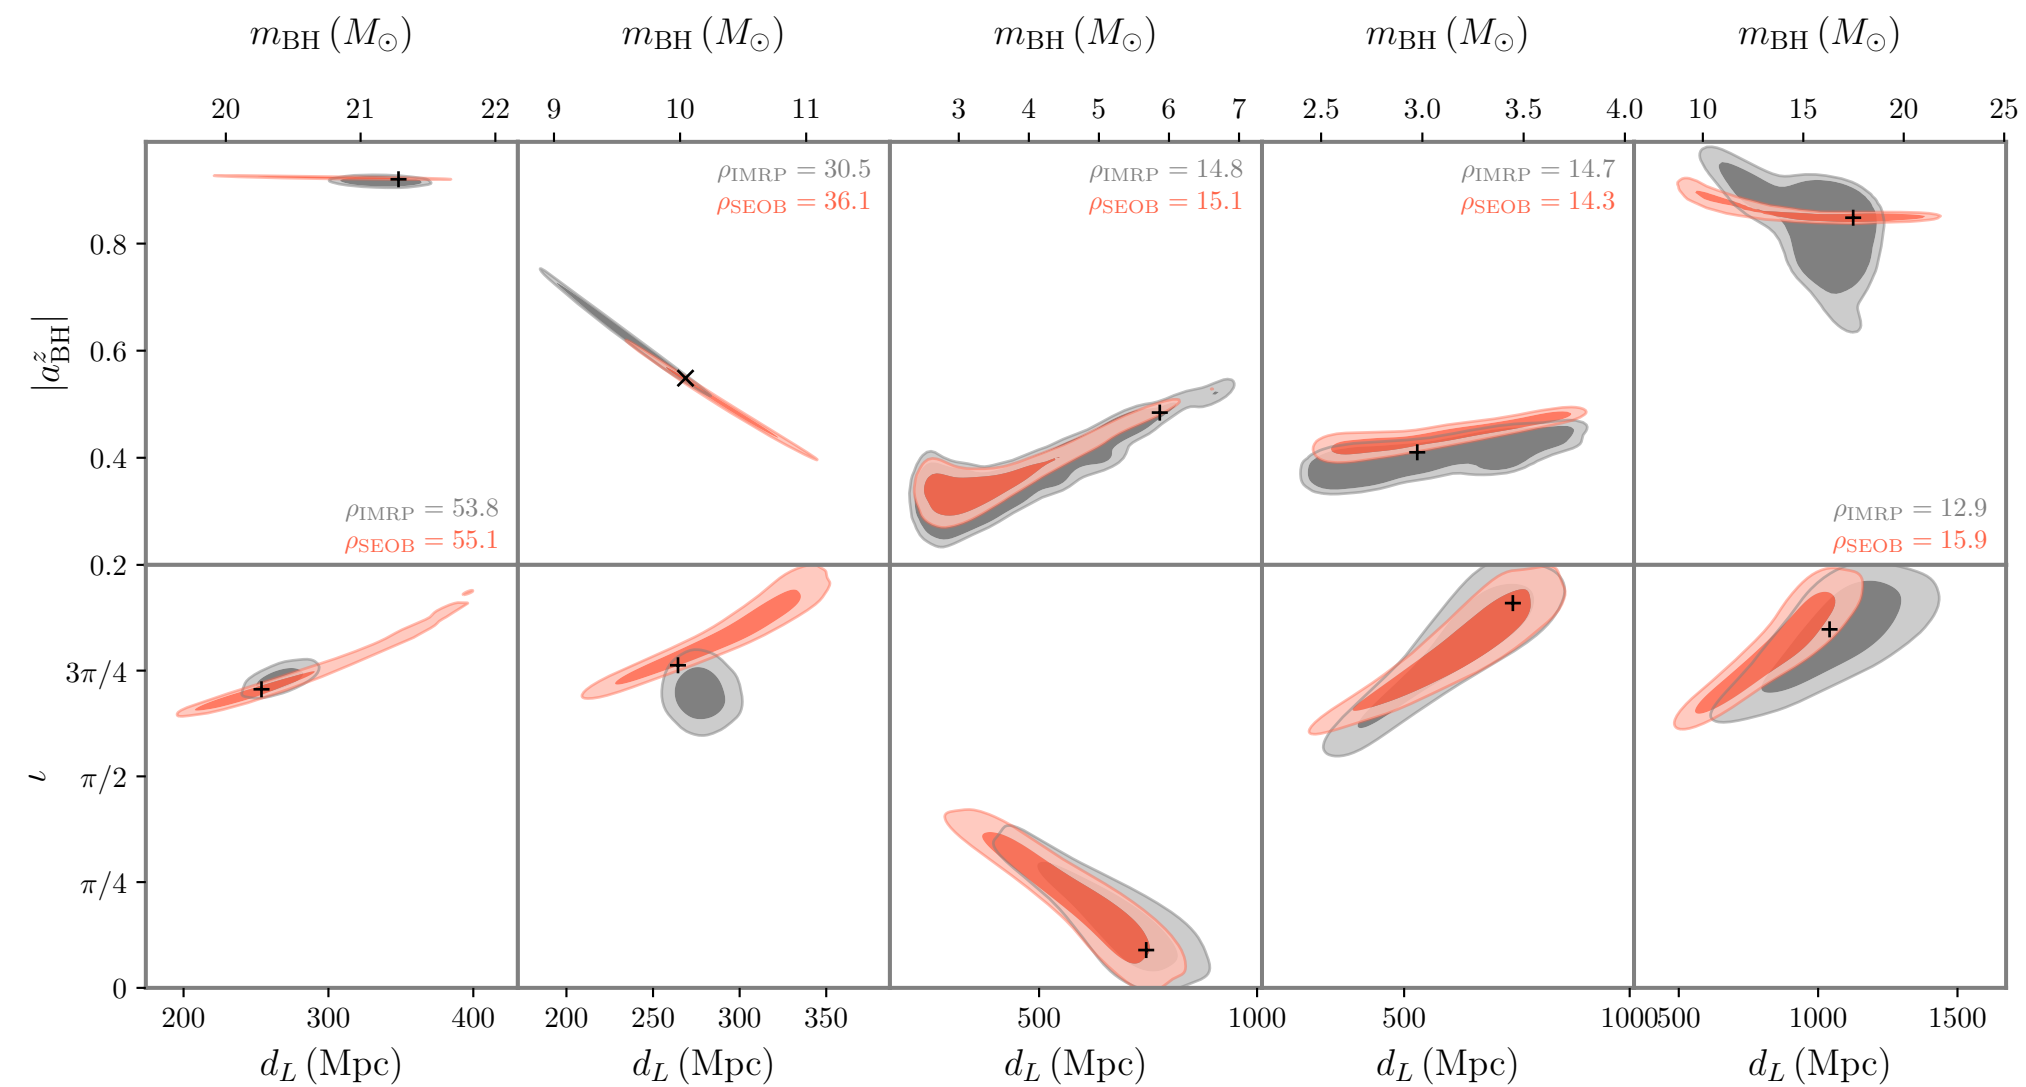 m_BH (M_⊙) m_BH (M_⊙) m_BH (M_⊙) m_BH (M_⊙) m_BH (M_⊙)
20 21 22 9 10 11 3 4 5 6 7 2.5 3.0 3.5 4.0 10 15 20 25
ρ_IMRP = 30.5
ρ_SEOB = 36.1
ρ_IMRP = 14.8
ρ_SEOB = 15.1
ρ_IMRP = 14.7
ρ_SEOB = 14.3
|a^z_BH|
0.8
0.6
0.4
0.2
ρ_IMRP = 53.8
ρ_SEOB = 55.1
ρ_IMRP = 12.9
ρ_SEOB = 15.9
ι
3π/4
π/2
π/4
0
200 300 400 200 250 300 350 500 1000 500 1000 500 1000 1500
d_L (Mpc) d_L (Mpc) d_L (Mpc) d_L (Mpc) d_L (Mpc)